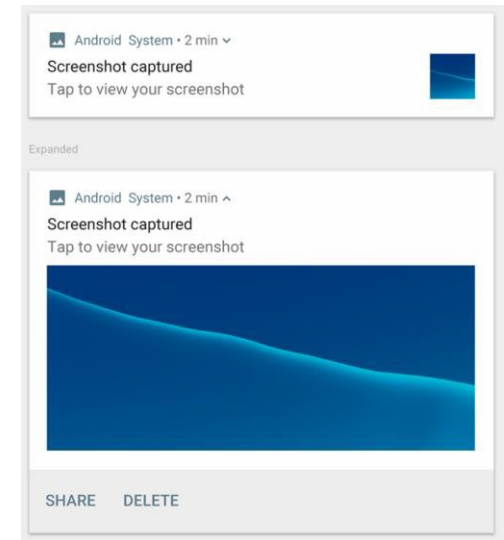 Android System • 2 min
Screenshot captured
Tap to view your screenshot
Expanded
Android System • 2 min
Screenshot captured
Tap to view your screenshot
SHARE DELETE